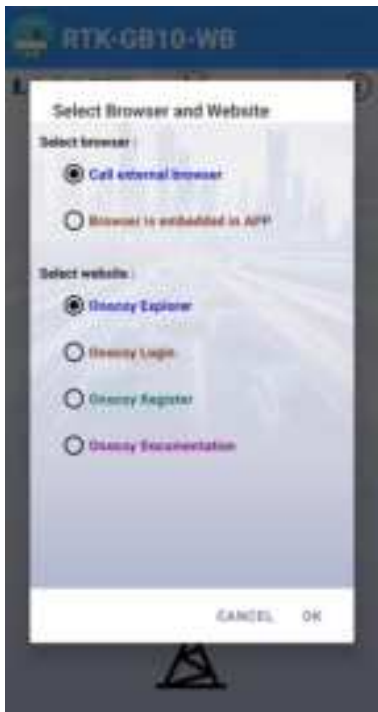 RTK-GB10-WB
Select Browser and Website
Select browser :
Call external browser
Browser is embedded in APP
Select website :
Onocoy Explorer
Onocoy Login
Onocoy Register
Onocoy Documentation
CANCEL OK